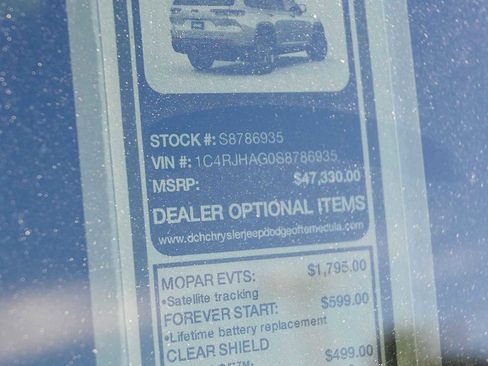 STOCK #: S8786935
VIN #: 1C4RJHAG0S8786935
MSRP: $47,330.00
DEALER OPTIONAL ITEMS
www.dchchryslerjeepdodgeoftemecula.com
MOPAR EVTS: $1,795.00
•Satellite tracking
FOREVER START: $599.00
•Lifetime battery replacement
CLEAR SHIELD
$499.00